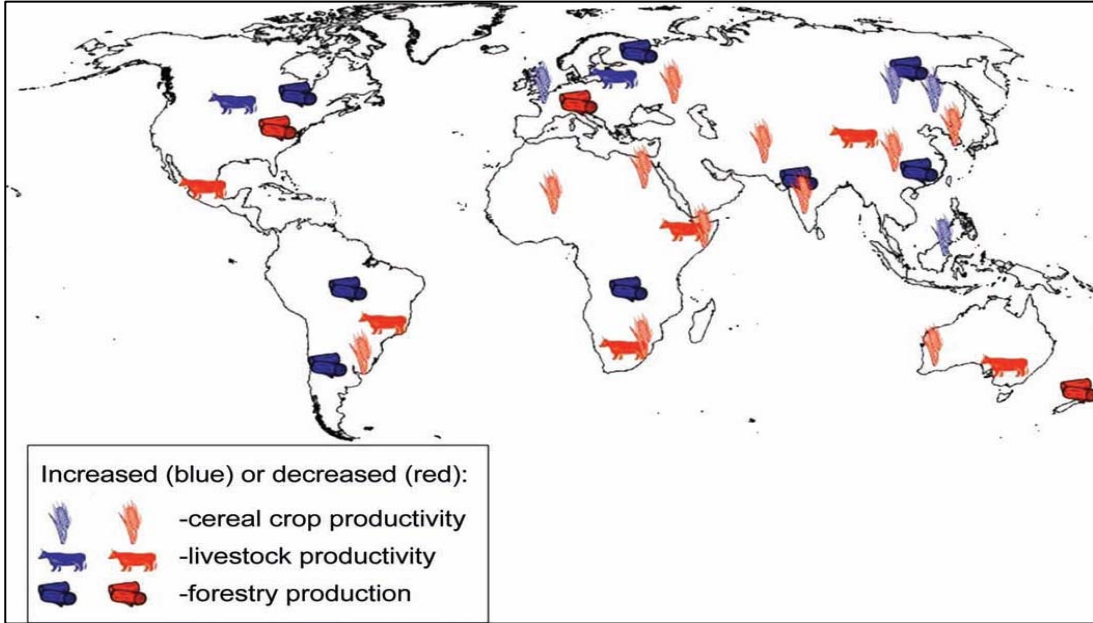 Increased (blue) or decreased (red):
-cereal crop productivity
-livestock productivity
-forestry production